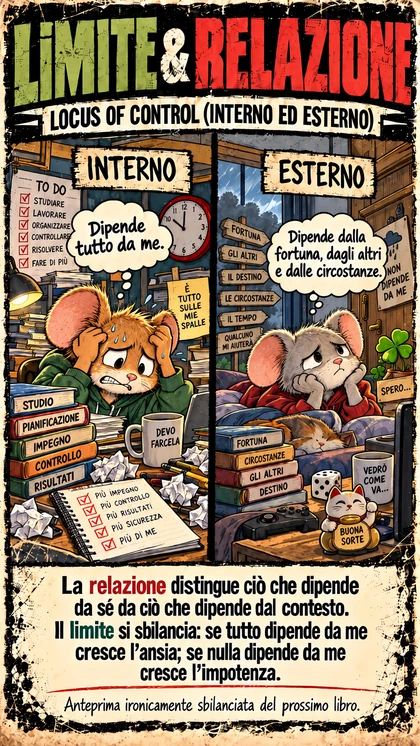 LIMITE & RELAZIONE
LOCUS OF CONTROL (INTERNO ED ESTERNO)
INTERNO
TO DO
STUDIARE
LAVORARE
ORGANIZZARE
CONTROLLARE
RISOLVERE
FARE DI PIÙ
Dipende
tutto da me.
12
È
TUTTO
SULLE
MIE
SPALLE
STUDIO
PIANIFICAZIONE
IMPEGNO
CONTROLLO
RISULTATI
DEVO
FARCELA
PIÙ IMPEGNO
PIÙ CONTROLLO
PIÙ RISULTATI
PIÙ SICUREZZA
PIÙ DI ME
ESTERNO
FORTUNA
GLI ALTRI
IL DESTINO
LE CIRCOSTANZE
IL TEMPO
QUALCUNO
MI AIUTERÀ
Dipende dalla
fortuna, dagli altri
e dalle circostanze.
NON
DIPENDE
DA ME
SPERO...
FORTUNA
CIRCOSTANZE
GLI ALTRI
DESTINO
VEDRÒ
COME
VA...
BUONA
SORTE
La relazione distingue ciò che dipende
da sé da ciò che dipende dal contesto.
Il limite si sbilancia: se tutto dipende da me
cresce l'ansia; se nulla dipende da me
cresce l'impotenza.
Anteprima ironicamente sbilanciata del prossimo libro.